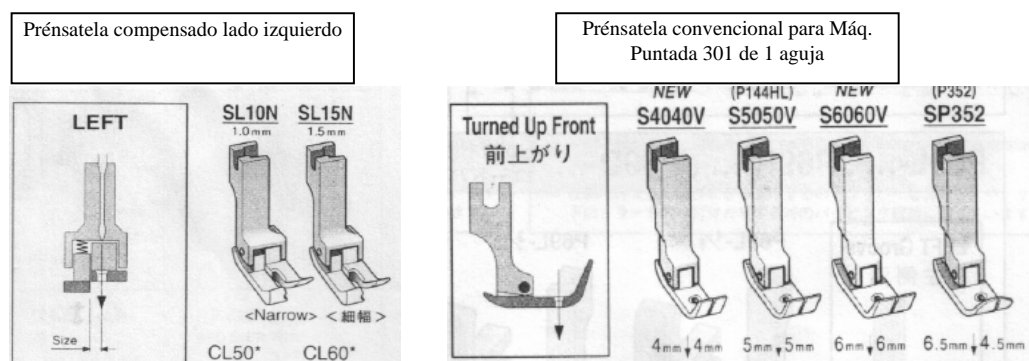 Prénsatela compensado lado izquierdo
Prénsatela convencional para Máq.
Puntada 301 de 1 aguja
LEFT
SL10N SL15N
1.0mm 1.5mm
Size
<Narrow> <細幅>
CL50* CL60*
Turned Up Front
前上がり
NEW (P144HL) NEW (P352)
S4040V S5050V S6060V SP352
4mm 4mm 5mm 5mm 6mm 6mm 6.5mm 4.5mm